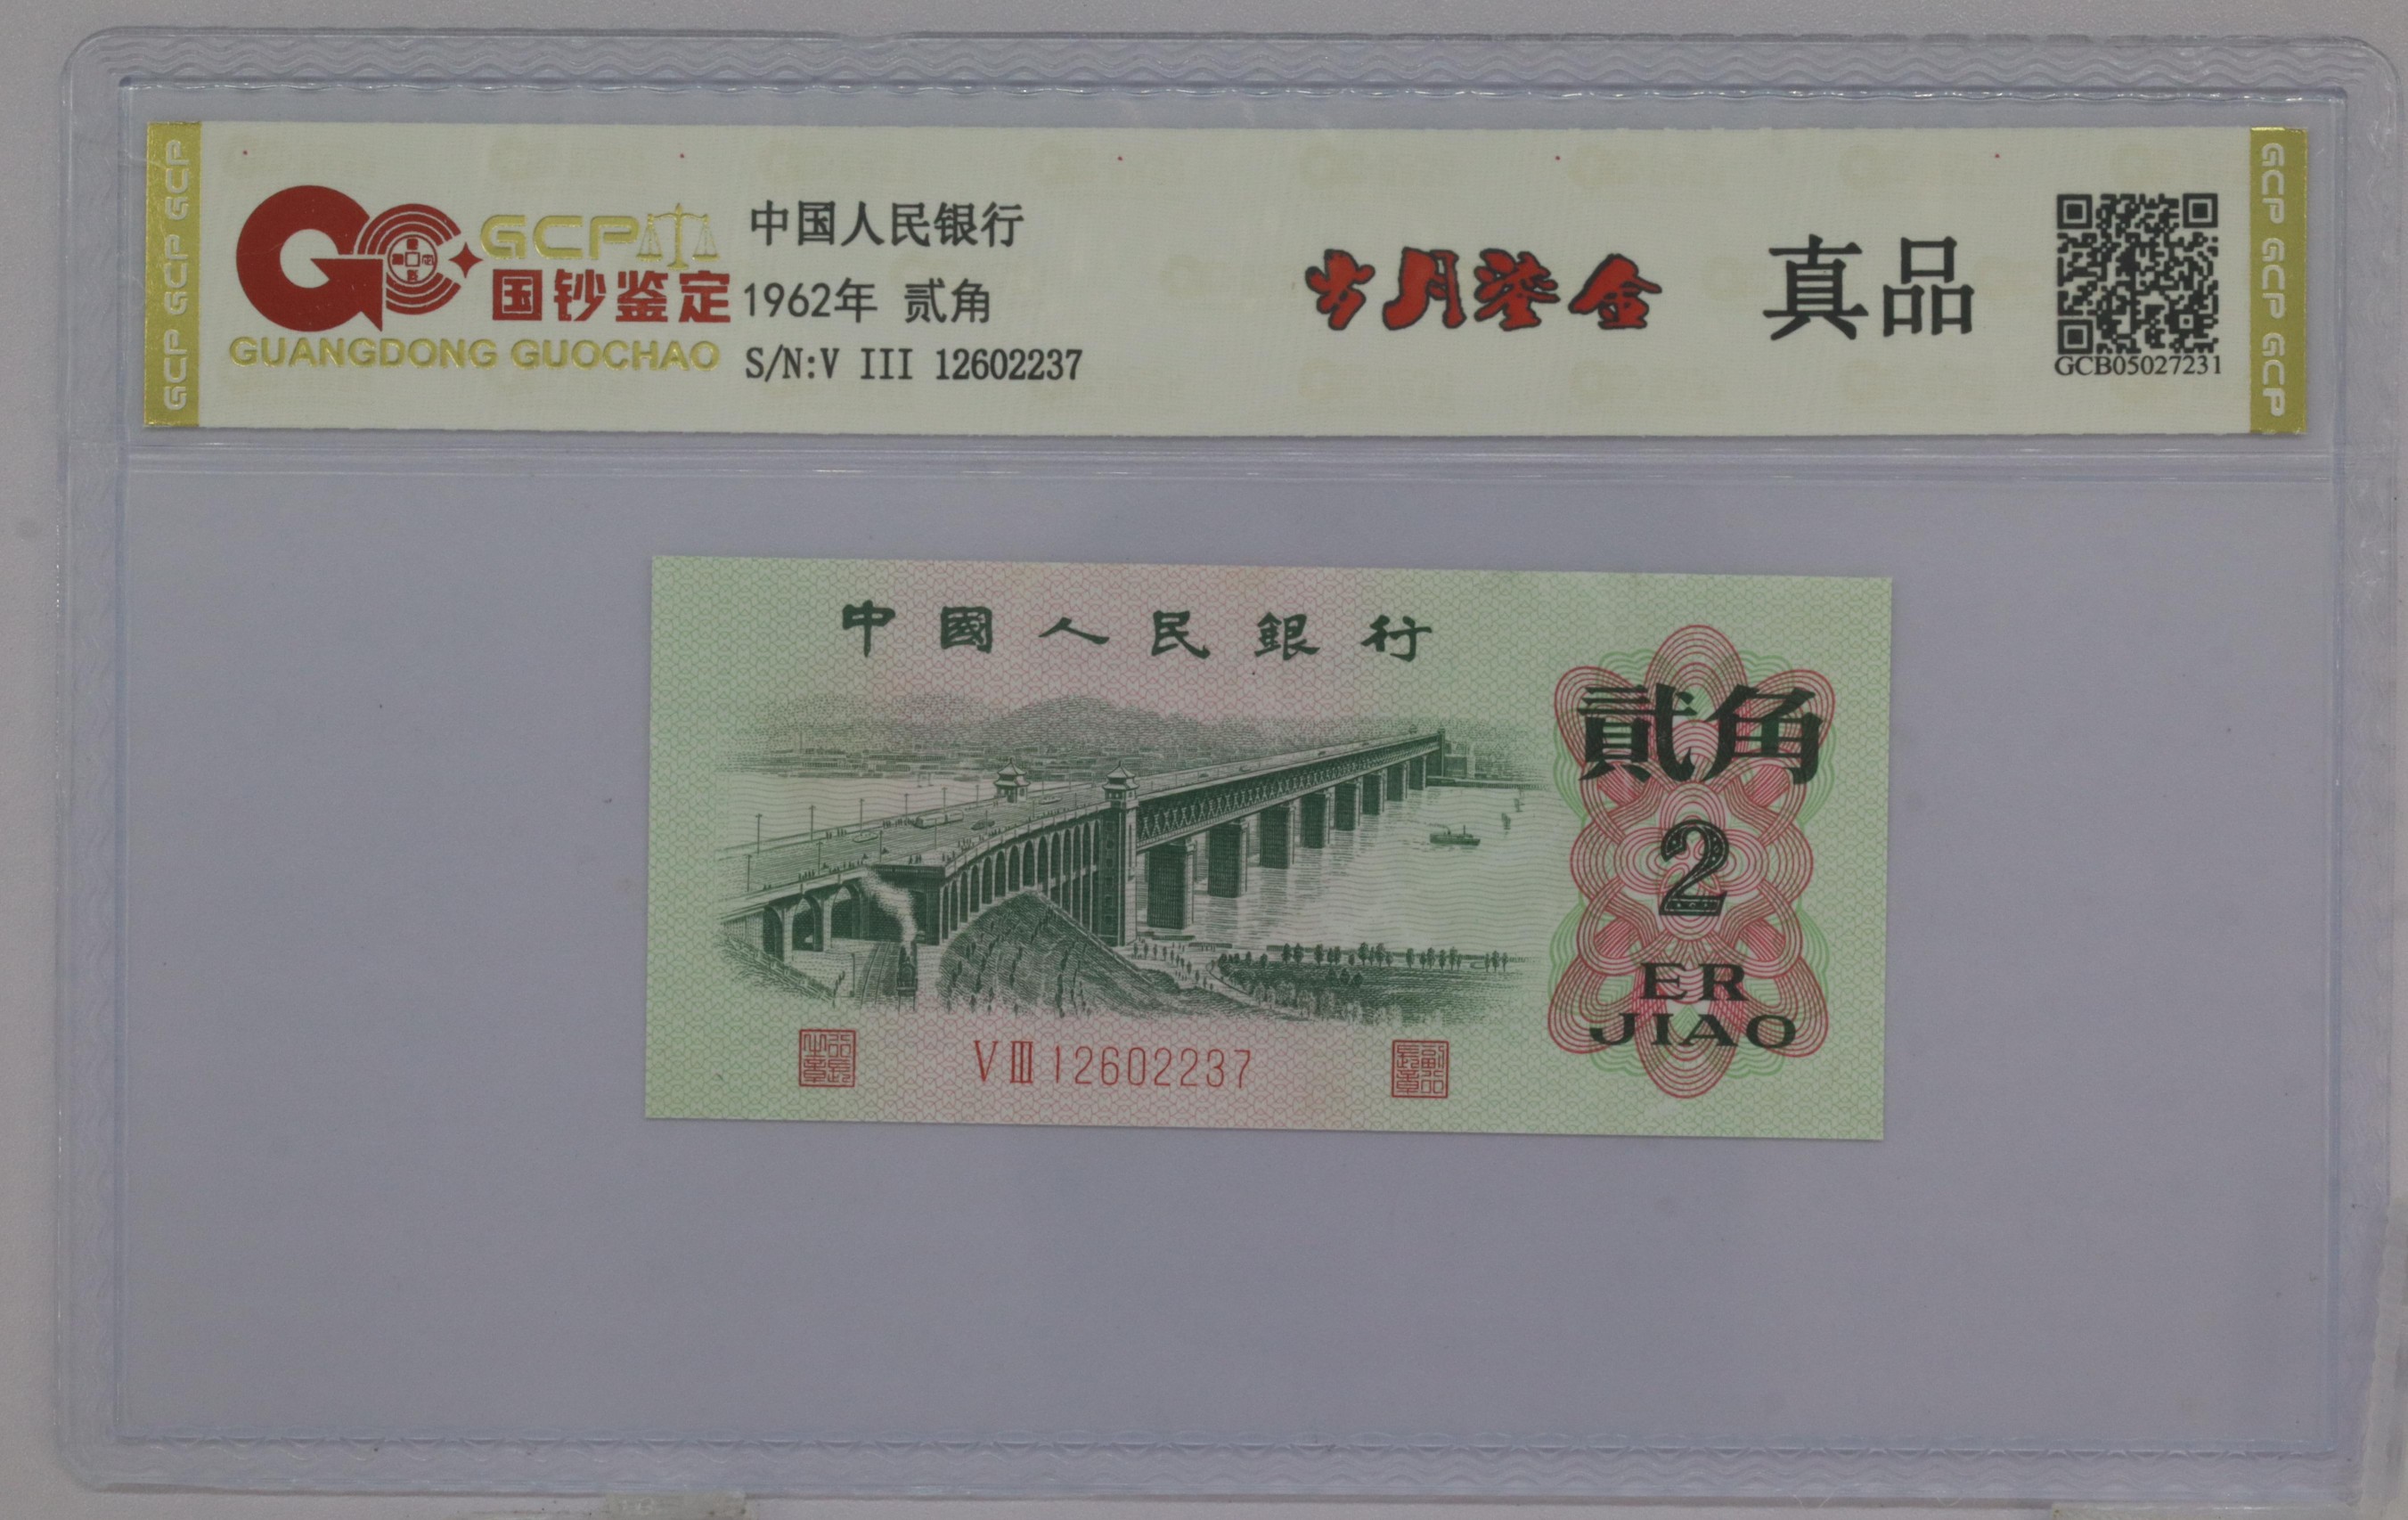 GCP GCP GCP
GCP
国钞鉴定
GUANGDONG GUOCHAO
中国人民银行
1962年 贰角
S/N:V III 12602237
岁月鎏金
真品
GCB05027231
GCP GCP GCP
中國人民銀行
貳角
2
ER
JIAO
VIII 12602237